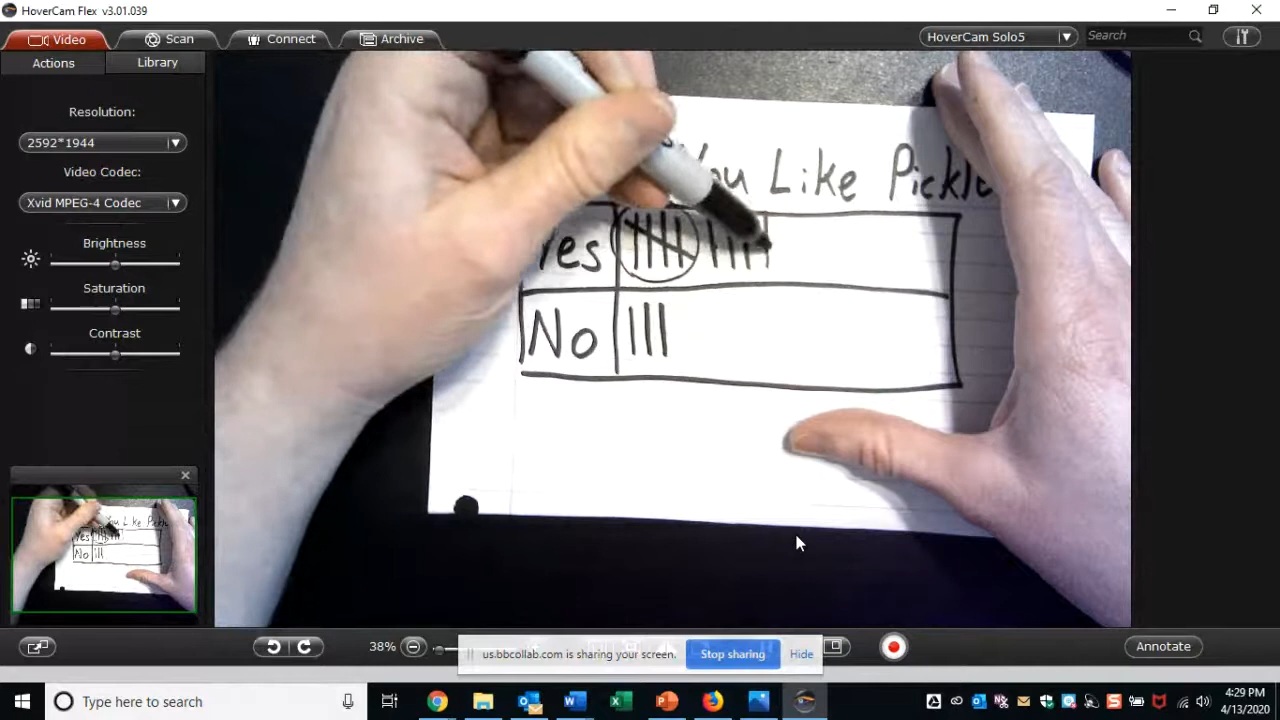 HoverCam Flex v3.01.039
Video Scan Connect Archive HoverCam Solo5 Search
Actions Library
Resolution:
2592*1944
Video Codec:
Xvid MPEG-4 Codec
Brightness
Saturation
Contrast
You Like Pickle
Yes
No
38%
us.bbcollab.com is sharing your screen. Stop sharing Hide
Annotate
Type here to search
4:29 PM
4/13/2020